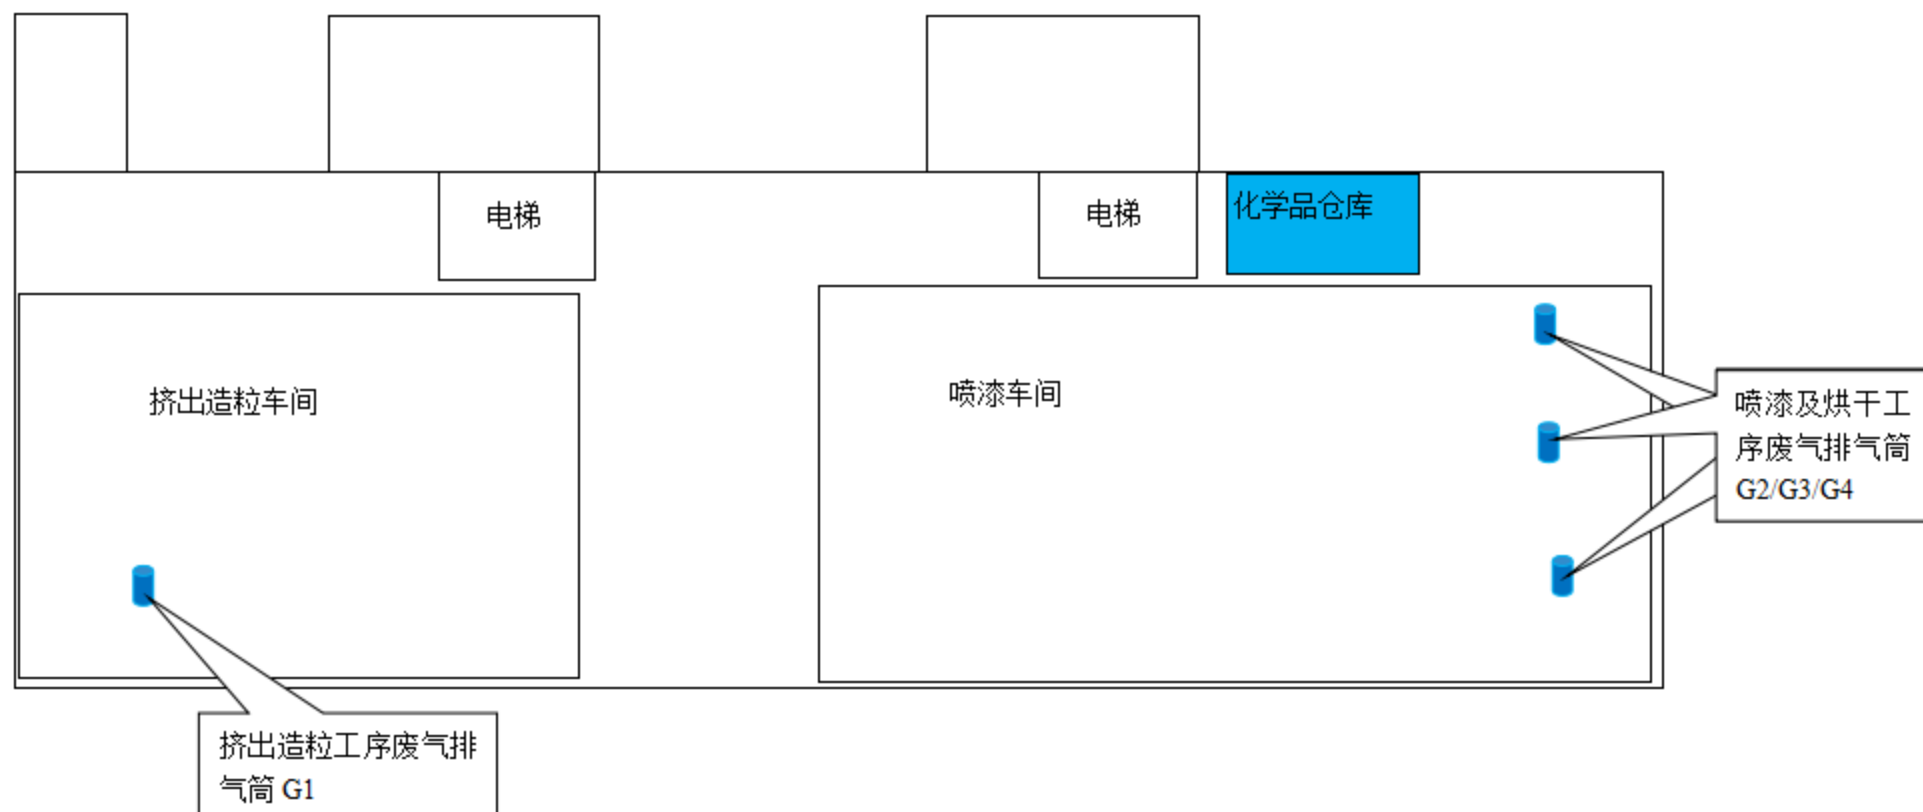 电梯
电梯
化学品仓库
挤出造粒车间
喷漆车间
喷漆及烘干工
序废气排气筒
G2/G3/G4
挤出造粒工序废气排
气筒 G1